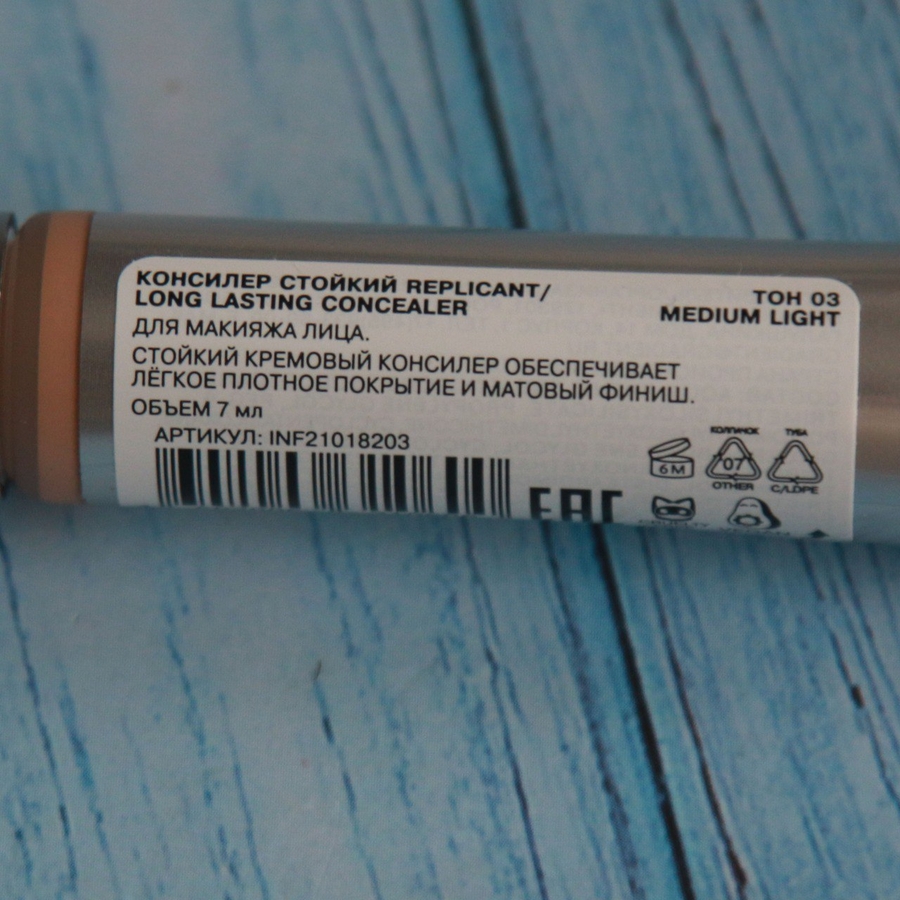 КОНСИЛЕР СТОЙКИЙ REPLICANT/
LONG LASTING CONCEALER
ТОН 03
MEDIUM LIGHT
ДЛЯ МАКИЯЖА ЛИЦА.
СТОЙКИЙ КРЕМОВЫЙ КОНСИЛЕР ОБЕСПЕЧИВАЕТ
ЛЁГКОЕ ПЛОТНОЕ ПОКРЫТИЕ И МАТОВЫЙ ФИНИШ.
ОБЪЕМ 7 мл
АРТИКУЛ: INF21018203
EAC
6 M
КОЛПАЧОК
07
OTHER
ТУБА
C/LDPE